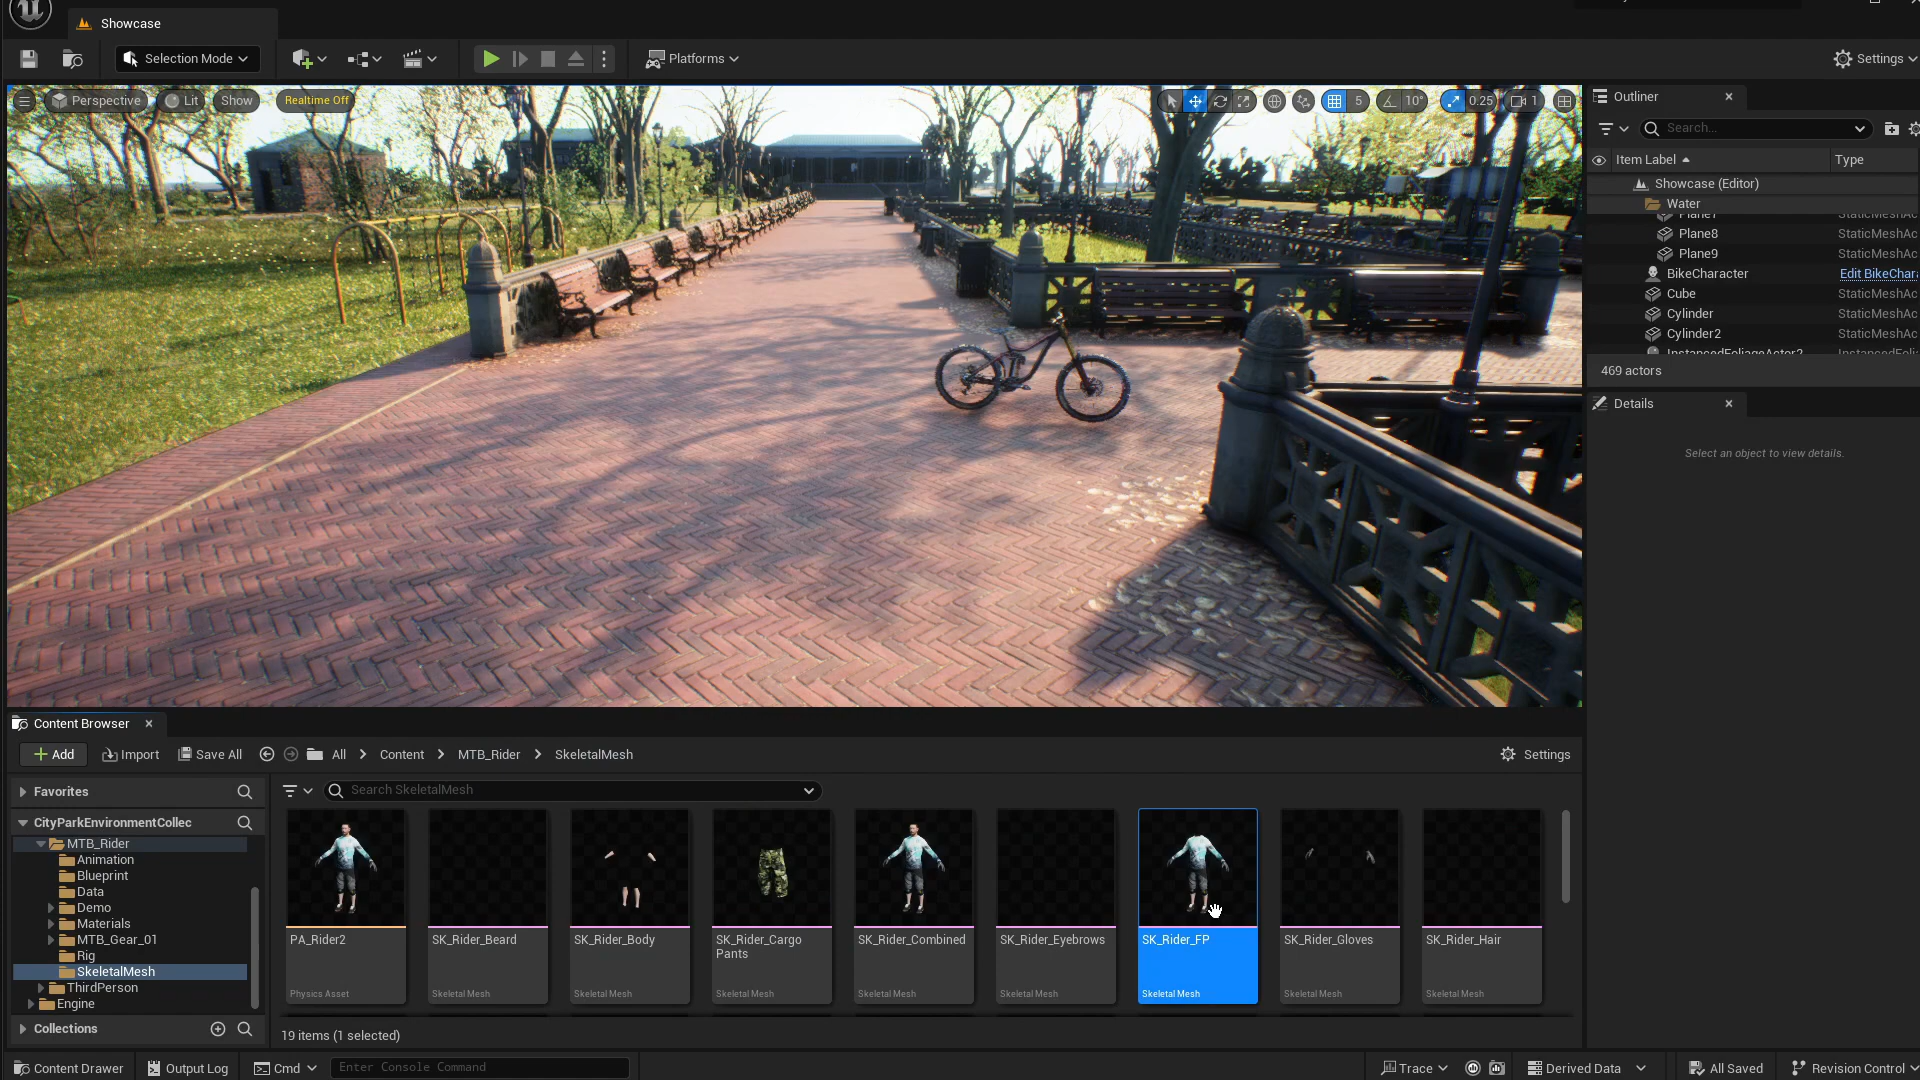 Showcase
Selection Mode
Platforms
Settings
Perspective
Lit
Show
Realtime Off
5
10°
0.25
1
Outliner
Search...
Item Label
Type
Showcase (Editor)
Water
Plane7 StaticMeshAc
Plane8 StaticMeshAc
Plane9 StaticMeshAc
BikeCharacter Edit BikeChar
Cube StaticMeshAc
Cylinder StaticMeshAc
Cylinder2 StaticMeshAc
InstancedFoliageActor2 InstancedFoli
469 actors
Details
Select an object to view details.
Content Browser
Add
Import
Save All
All
Content
MTB_Rider
SkeletalMesh
Settings
Favorites
Search SkeletalMesh
CityParkEnvironmentCollec
MTB_Rider
Animation
Blueprint
Data
Demo
Materials
MTB_Gear_01
Rig
SkeletalMesh
ThirdPerson
Engine
Collections
PA_Rider2
Physics Asset
SK_Rider_Beard
Skeletal Mesh
SK_Rider_Body
Skeletal Mesh
SK_Rider_Cargo
Pants
Skeletal Mesh
SK_Rider_Combined
Skeletal Mesh
SK_Rider_Eyebrows
Skeletal Mesh
SK_Rider_FP
Skeletal Mesh
SK_Rider_Gloves
Skeletal Mesh
SK_Rider_Hair
Skeletal Mesh
19 items (1 selected)
Content Drawer
Output Log
Cmd
Enter Console Command
Trace
Derived Data
All Saved
Revision Control